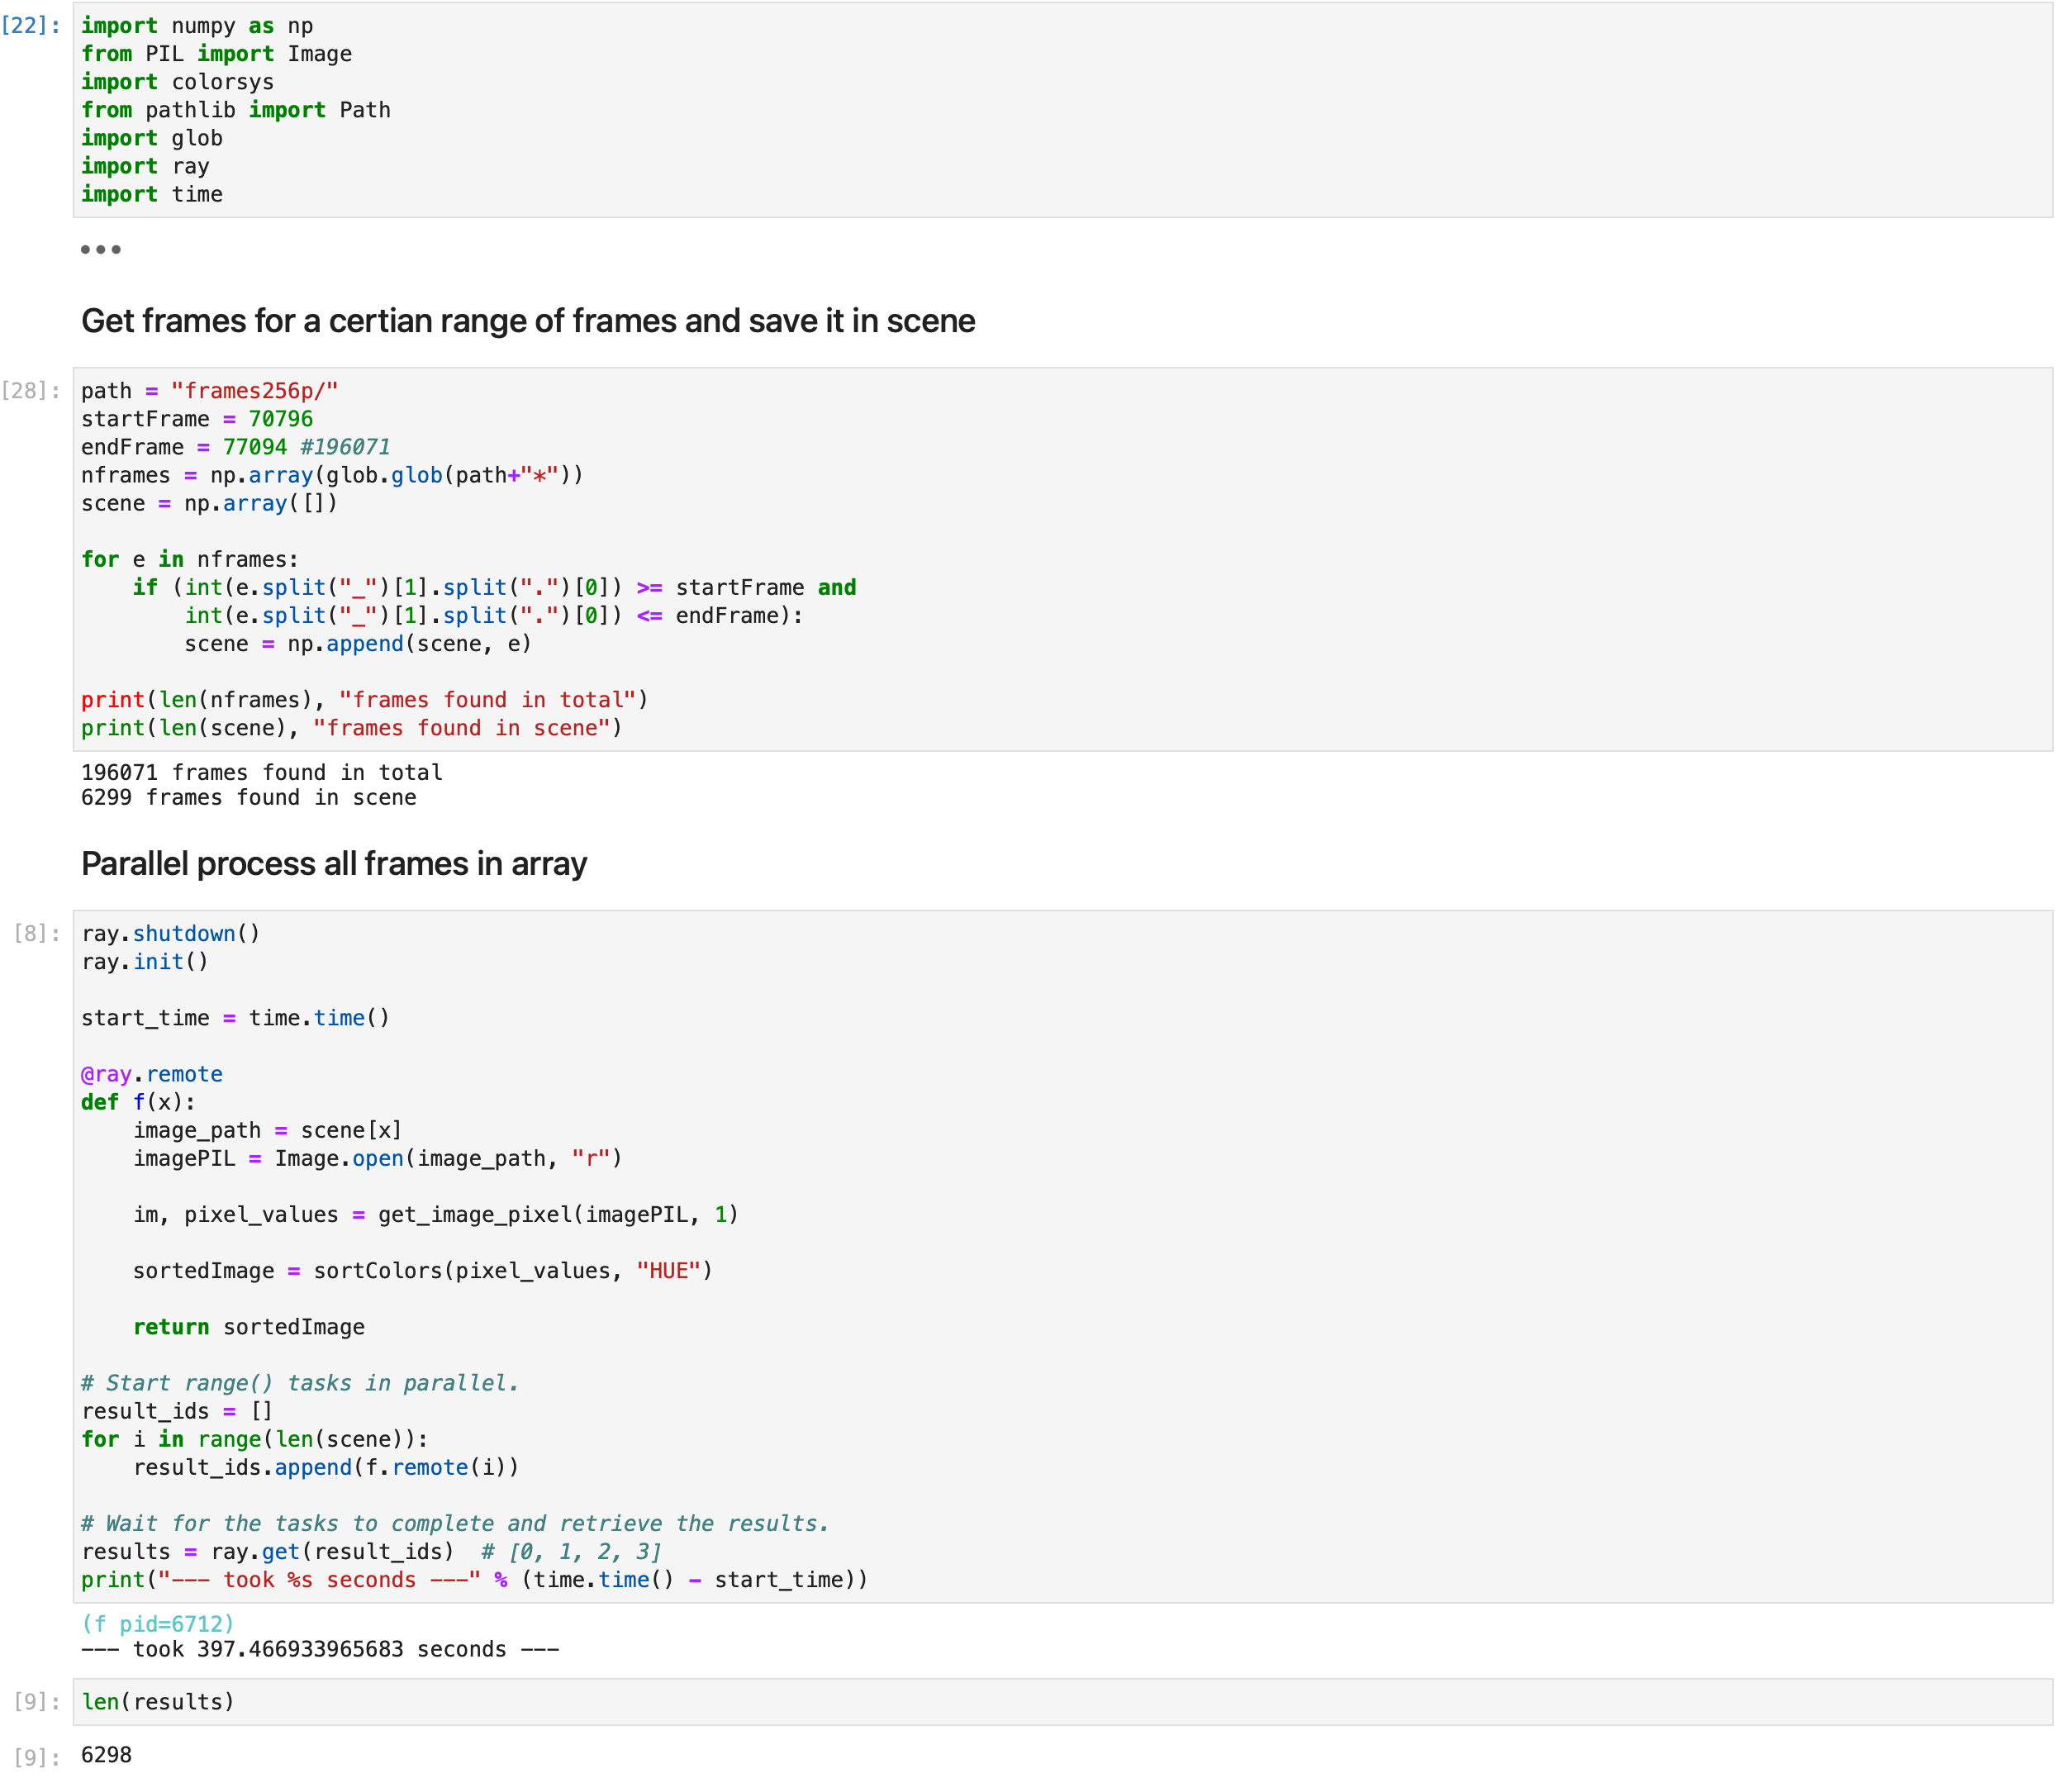 [22]: import numpy as np
from PIL import Image
import colorsys
from pathlib import Path
import glob
import ray
import time
•••
Get frames for a certian range of frames and save it in scene
[28]: path = "frames256p/"
startFrame = 70796
endFrame = 77094 #196071
nframes = np.array(glob.glob(path+"*"))
scene = np.array([])
for e in nframes:
    if (int(e.split("_")[1].split(".")[0]) >= startFrame and
        int(e.split("_")[1].split(".")[0]) <= endFrame):
        scene = np.append(scene, e)
print(len(nframes), "frames found in total")
print(len(scene), "frames found in scene")
196071 frames found in total
6299 frames found in scene
Parallel process all frames in array
[8]: ray.shutdown()
ray.init()
start_time = time.time()
@ray.remote
def f(x):
    image_path = scene[x]
    imagePIL = Image.open(image_path, "r")
    im, pixel_values = get_image_pixel(imagePIL, 1)
    sortedImage = sortColors(pixel_values, "HUE")
    return sortedImage
# Start range() tasks in parallel.
result_ids = []
for i in range(len(scene)):
    result_ids.append(f.remote(i))
# Wait for the tasks to complete and retrieve the results.
results = ray.get(result_ids)  # [0, 1, 2, 3]
print("--- took %s seconds ---" % (time.time() - start_time))
(f pid=6712)
--- took 397.466933965683 seconds ---
[9]: len(results)
[9]: 6298